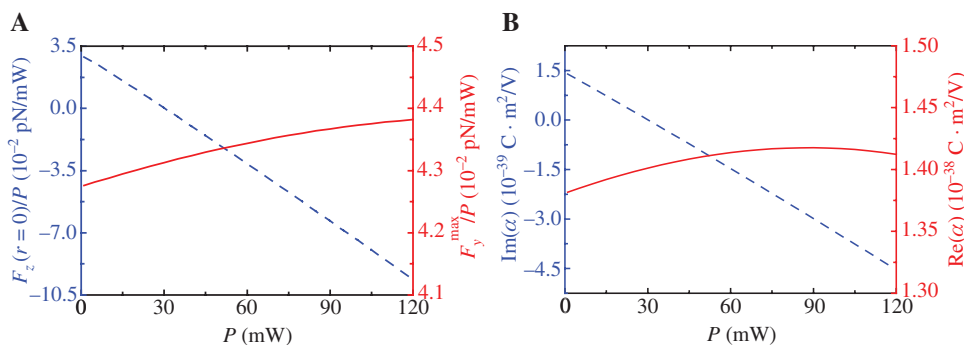 A
3.5
0.0
–3.5
–7.0
–10.5
F_z (r = 0)/P (10⁻² pN/mW)
4.5
4.4
4.3
4.2
4.1
F_y^max/P (10⁻² pN/mW)
0 30 60 90 120
P (mW)
B
1.5
0.0
–1.5
–3.0
–4.5
Im(α) (10⁻³⁹ C · m²/V)
1.50
1.45
1.40
1.35
1.30
Re(α) (10⁻³⁸ C · m²/V)
0 30 60 90 120
P (mW)